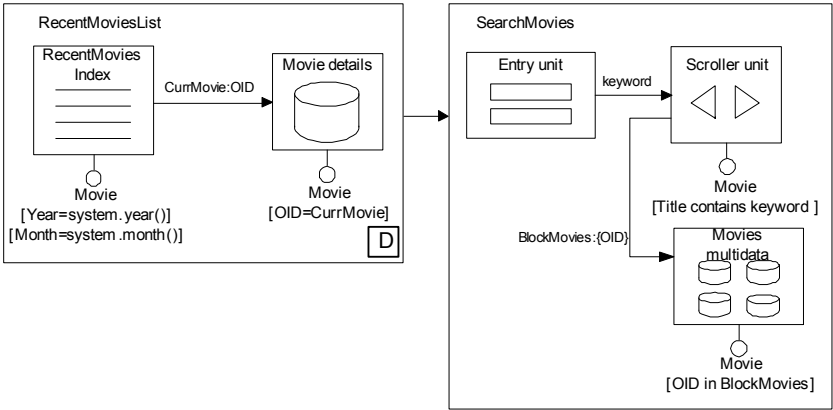 RecentMoviesList
RecentMovies
Index
CurrMovie:OID
Movie details
Movie
[Year=system.year()]
[Month=system.month()]
Movie
[OID=CurrMovie]
D
SearchMovies
Entry unit
keyword
Scroller unit
Movie
[Title contains keyword ]
BlockMovies:{OID}
Movies
multidata
Movie
[OID in BlockMovies]